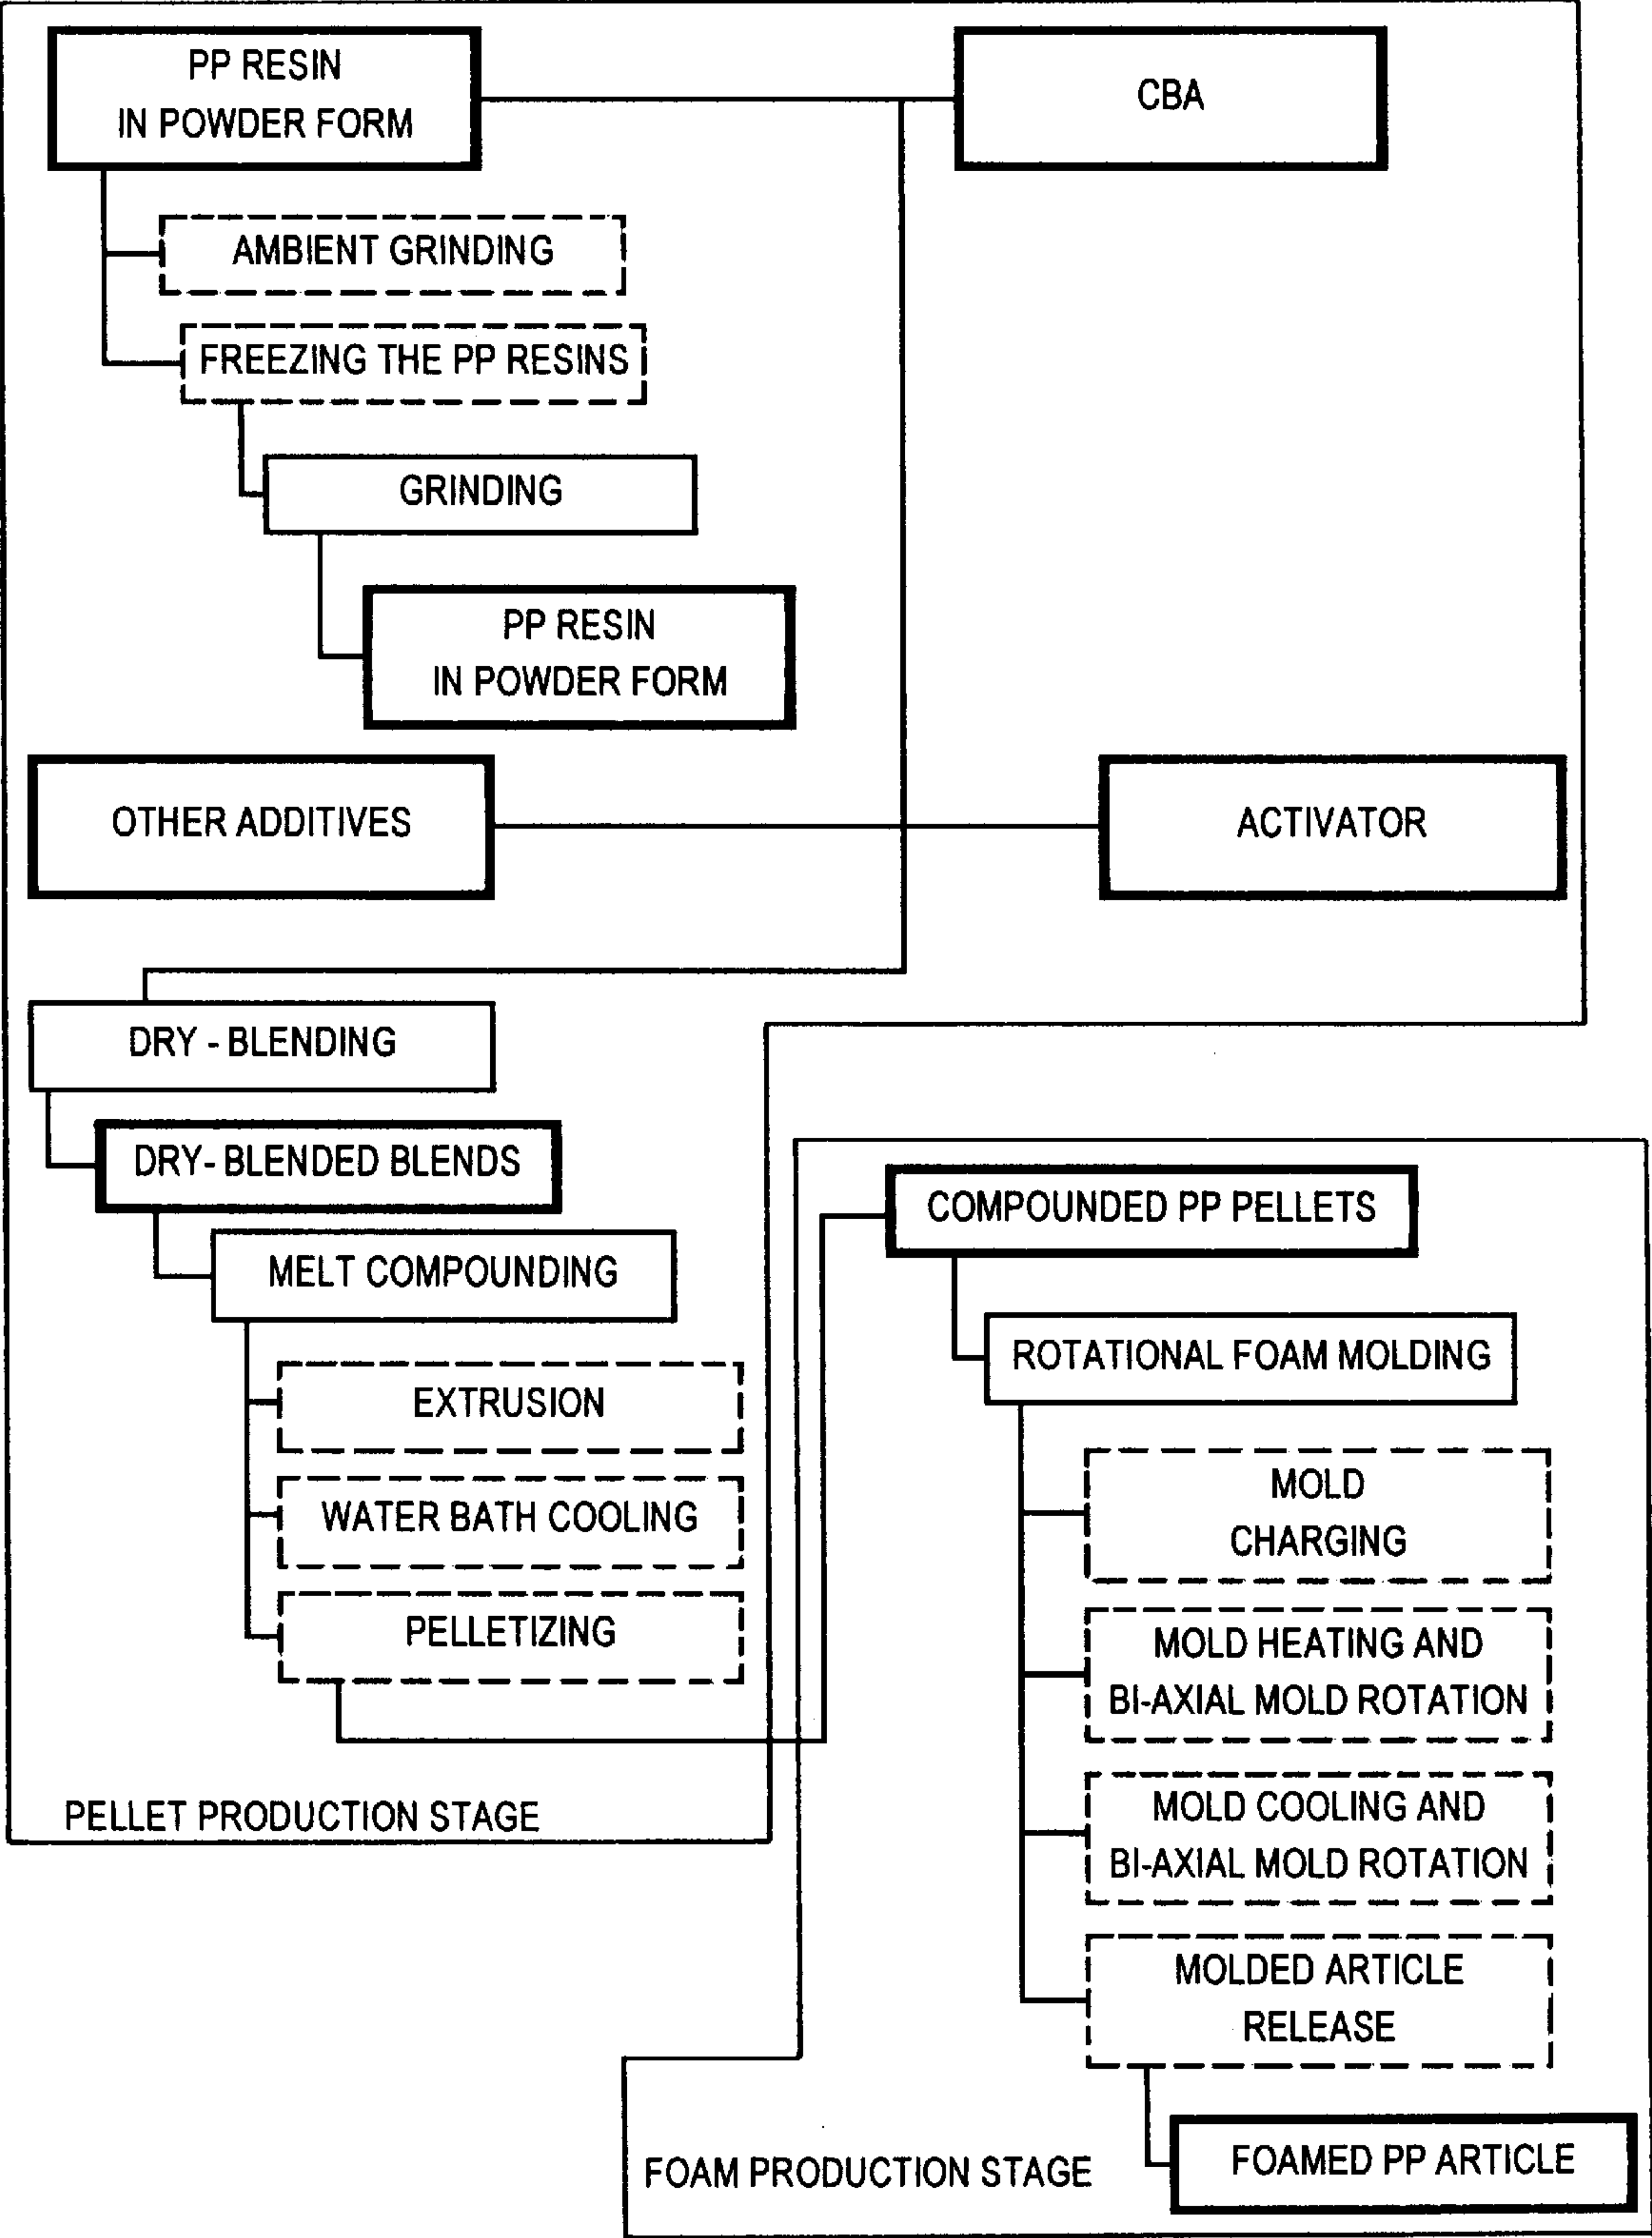 PP RESIN
IN POWDER FORM
CBA
AMBIENT GRINDING
FREEZING THE PP RESINS
GRINDING
PP RESIN
IN POWDER FORM
OTHER ADDITIVES
ACTIVATOR
DRY - BLENDING
DRY- BLENDED BLENDS
MELT COMPOUNDING
EXTRUSION
WATER BATH COOLING
PELLETIZING
PELLET PRODUCTION STAGE
COMPOUNDED PP PELLETS
ROTATIONAL FOAM MOLDING
MOLD
CHARGING
MOLD HEATING AND
BI-AXIAL MOLD ROTATION
MOLD COOLING AND
BI-AXIAL MOLD ROTATION
MOLDED ARTICLE
RELEASE
FOAMED PP ARTICLE
FOAM PRODUCTION STAGE